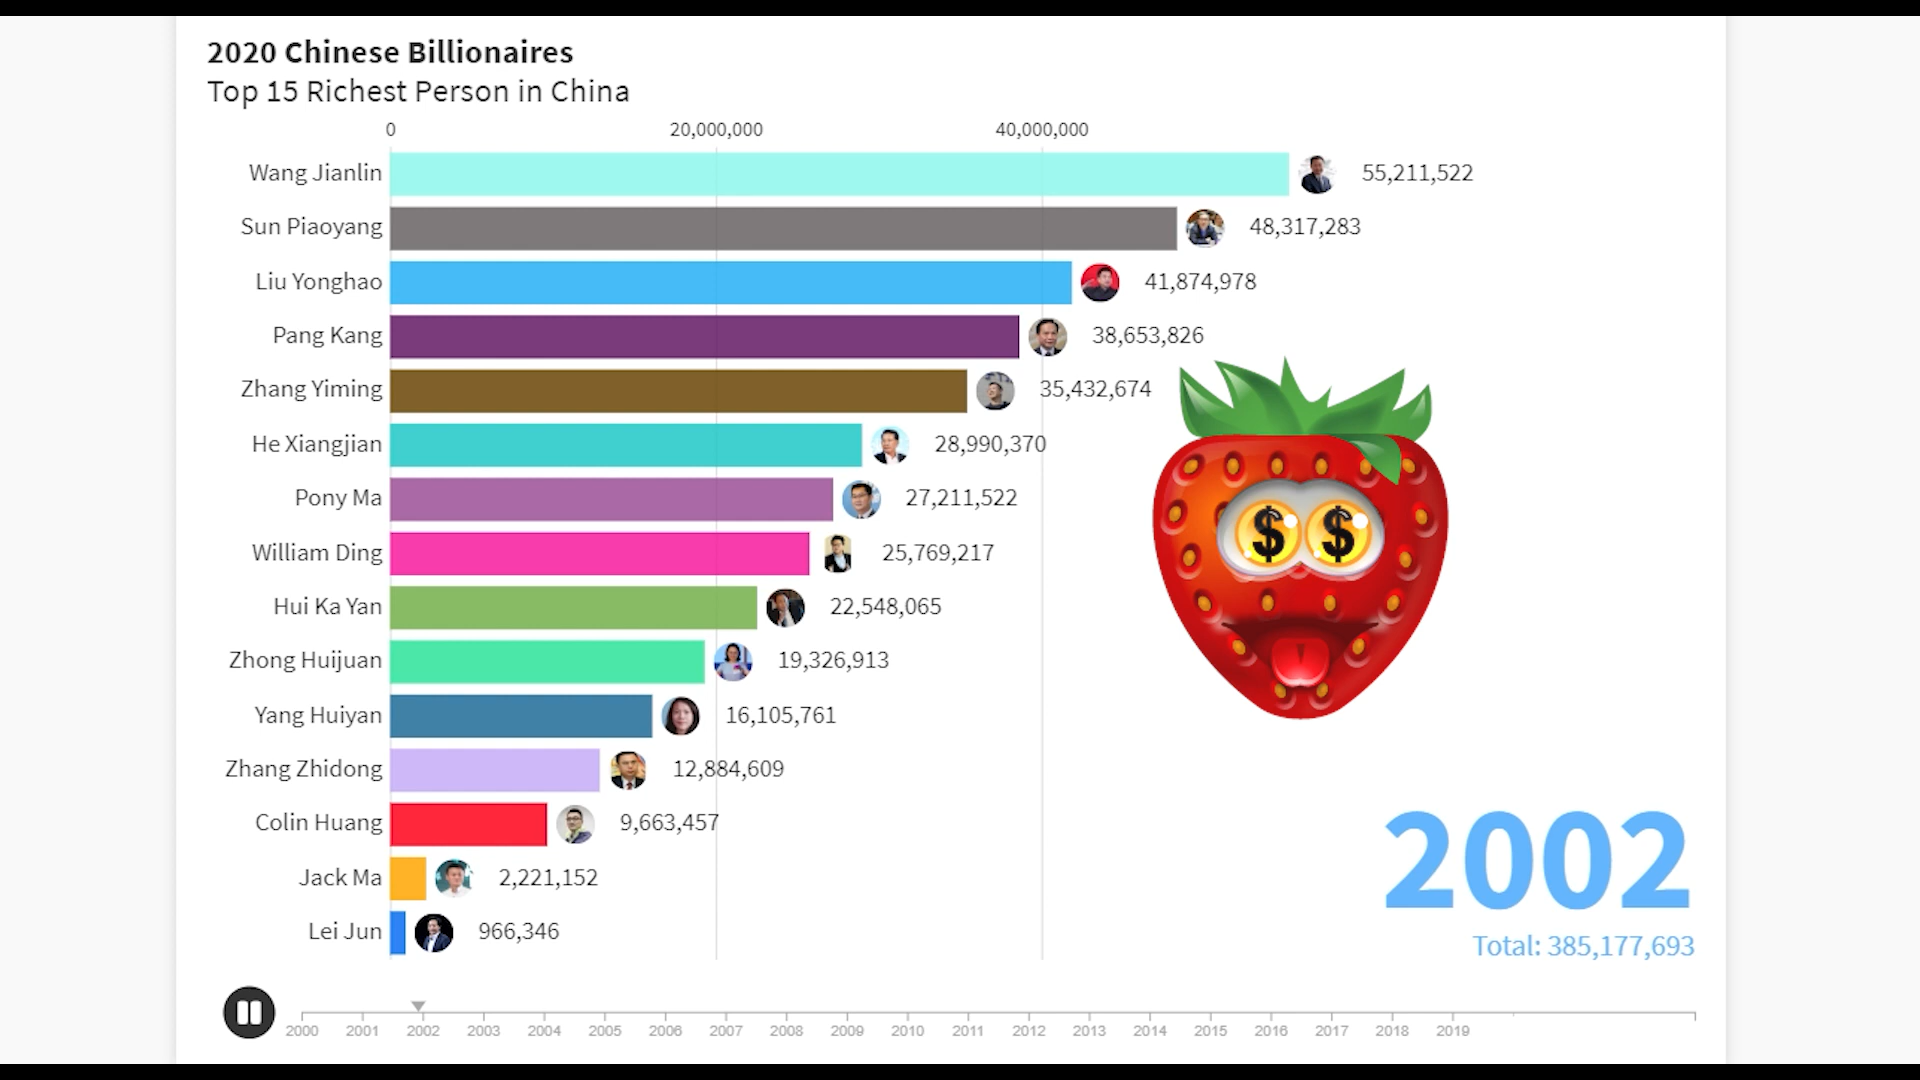 2020 Chinese Billionaires
Top 15 Richest Person in China
0 20,000,000 40,000,000
Wang Jianlin 55,211,522
Sun Piaoyang 48,317,283
Liu Yonghao 41,874,978
Pang Kang 38,653,826
Zhang Yiming 35,432,674
He Xiangjian 28,990,370
Pony Ma 27,211,522
William Ding 25,769,217
Hui Ka Yan 22,548,065
Zhong Huijuan 19,326,913
Yang Huiyan 16,105,761
Zhang Zhidong 12,884,609
Colin Huang 9,663,457
Jack Ma 2,221,152
Lei Jun 966,346
$ $
2002
Total: 385,177,693
2000 2001 2002 2003 2004 2005 2006 2007 2008 2009 2010 2011 2012 2013 2014 2015 2016 2017 2018 2019